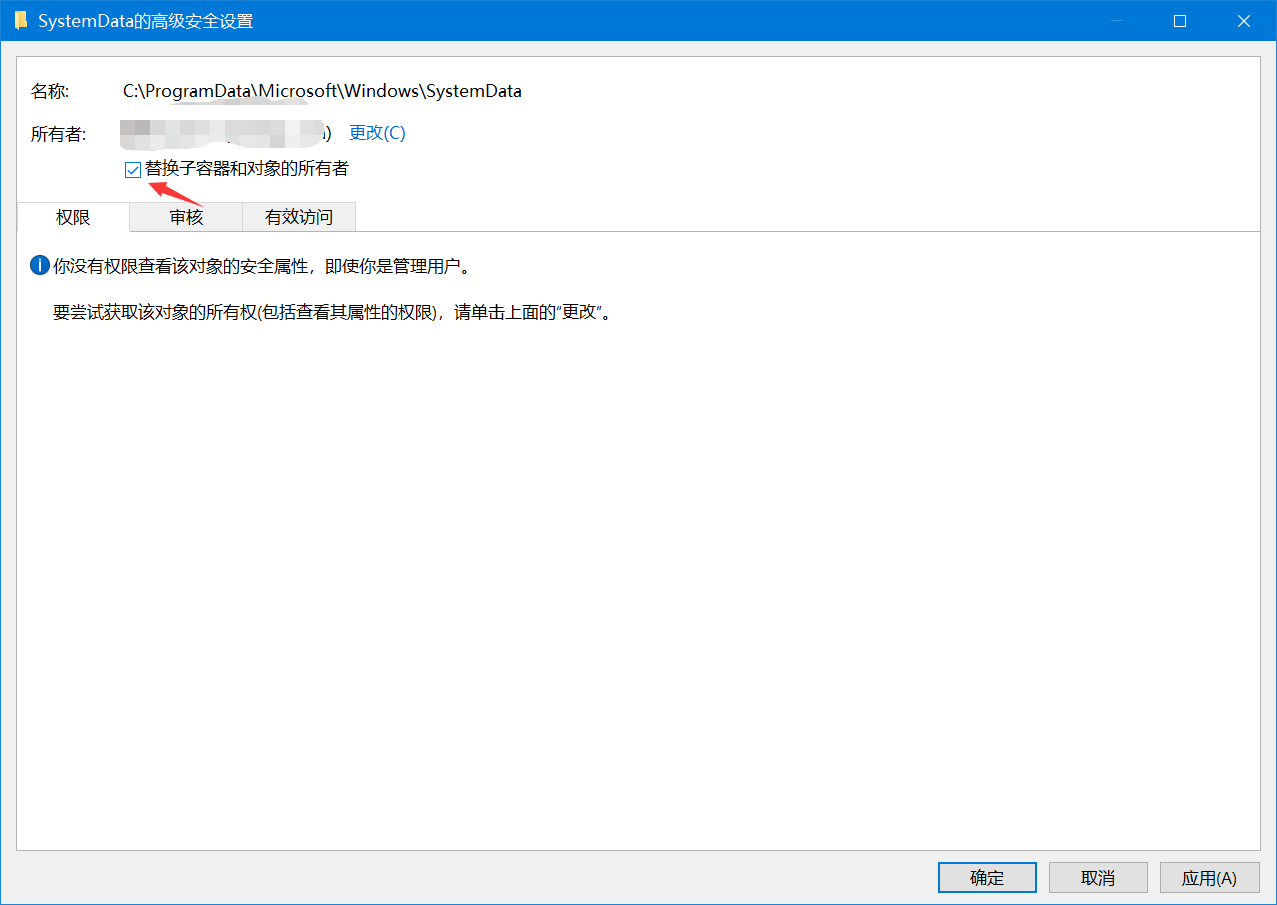 SystemData的高级安全设置
名称: C:\ProgramData\Microsoft\Windows\SystemData
所有者: ) 更改(C)
替换子容器和对象的所有者
权限 审核 有效访问
你没有权限查看该对象的安全属性，即使你是管理用户。
要尝试获取该对象的所有权(包括查看其属性的权限)，请单击上面的“更改”。
确定 取消 应用(A)